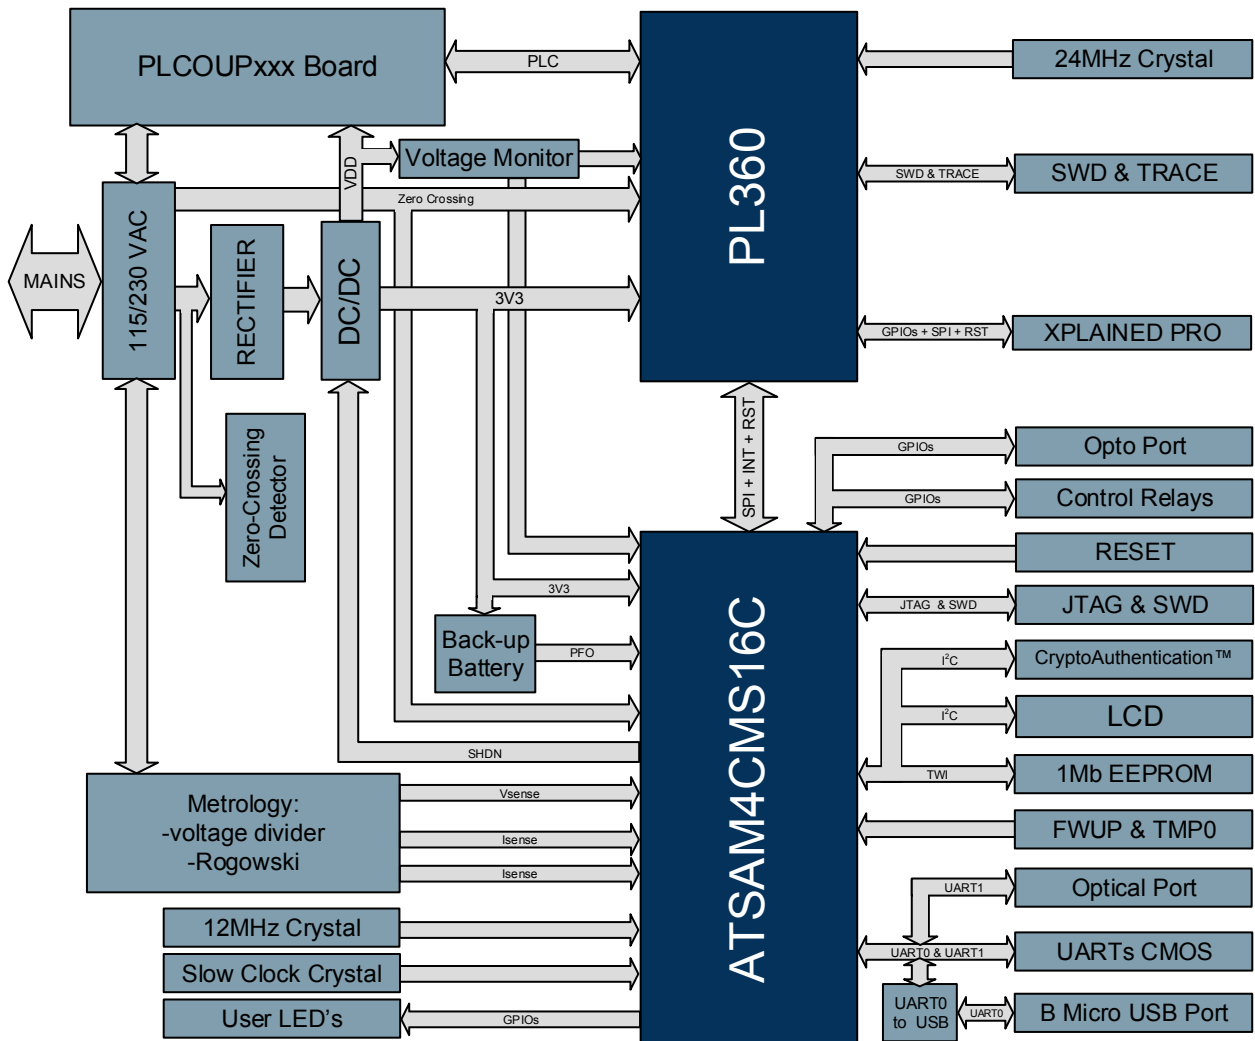 PLCOUPxxx Board
PLC
PL360
24MHz Crystal
Voltage Monitor
VDD
SWD & TRACE
SWD & TRACE
Zero Crossing
MAINS
115/230 VAC
RECTIFIER
DC/DC
3V3
GPIOs + SPI + RST
XPLAINED PRO
Zero-Crossing
Detector
SPI + INT + RST
GPIOs
Opto Port
GPIOs
Control Relays
RESET
ATSAM4CMS16C
3V3
JTAG & SWD
JTAG & SWD
Back-up
Battery
PFO
I²C
CryptoAuthentication™
I²C
LCD
SHDN
TWI
1Mb EEPROM
Metrology:
-voltage divider
-Rogowski
Vsense
Isense
Isense
FWUP & TMP0
UART1
Optical Port
12MHz Crystal
UART0 & UART1
UARTs CMOS
Slow Clock Crystal
User LED's
GPIOs
UART0
to USB
UART0
B Micro USB Port